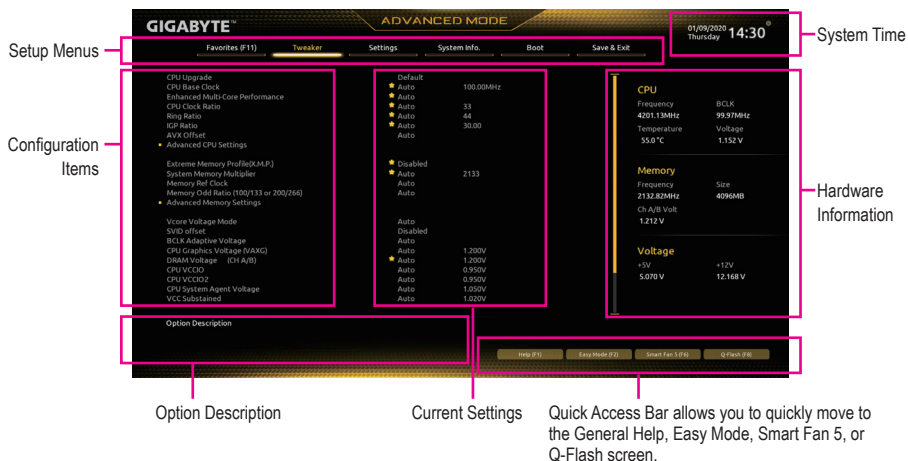 GIGABYTE™
ADVANCED MODE
01/09/2020
Thursday
14:30
System Time
Setup Menus
Favorites (F11) Tweaker Settings System Info. Boot Save & Exit
Configuration
Items
CPU Upgrade Default
CPU Base Clock Auto 100.00MHz
Enhanced Multi-Core Performance Auto
CPU Clock Ratio Auto 33
Ring Ratio Auto 44
IGP Ratio Auto 30.00
AVX Offset Auto
Advanced CPU Settings
Extreme Memory Profile(X.M.P.) Disabled
System Memory Multiplier Auto 2133
Memory Ref Clock Auto
Memory Odd Ratio (100/133 or 200/266) Auto
Advanced Memory Settings
Vcore Voltage Mode Auto
SVID offset Disabled
BCLK Adaptive Voltage Auto
CPU Graphics Voltage (VAXG) Auto 1.200V
DRAM Voltage (CH A/B) Auto 1.200V
CPU VCCIO Auto 0.950V
CPU VCCIO2 Auto 0.950V
CPU System Agent Voltage Auto 1.050V
VCC Substained Auto 1.020V
CPU
Frequency BCLK
4201.13MHz 99.97MHz
Temperature Voltage
55.0 °C 1.152 V
Memory
Frequency Size
2132.82MHz 4096MB
Ch A/B Volt
1.212 V
Voltage
+5V +12V
5.070 V 12.168 V
Hardware
Information
Option Description
Help (F1) Easy Mode (F2) Smart Fan 5 (F6) Q-Flash (F8)
Option Description
Current Settings
Quick Access Bar allows you to quickly move to
the General Help, Easy Mode, Smart Fan 5, or
Q-Flash screen.